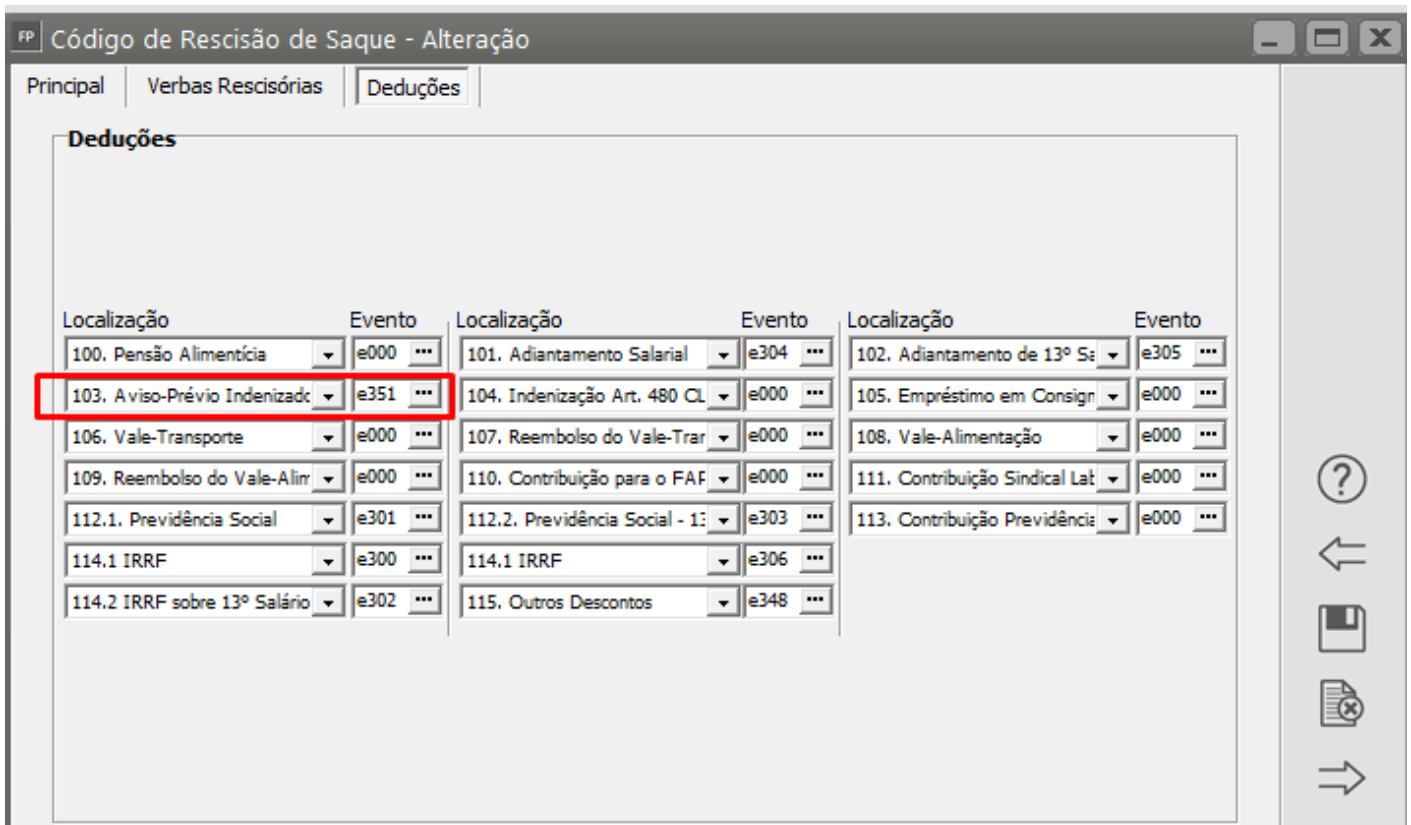 FP Código de Rescisão de Saque - Alteração
Principal Verbas Rescisórias Deduções
Deduções
Localização Evento Localização Evento Localização Evento
100. Pensão Alimentícia e000 ... 101. Adiantamento Salarial e304 ... 102. Adiantamento de 13º Sa e305 ...
103. Aviso-Prévio Indenizado e351 ... 104. Indenização Art. 480 CL e000 ... 105. Empréstimo em Consign e000 ...
106. Vale-Transporte e000 ... 107. Reembolso do Vale-Trar e000 ... 108. Vale-Alimentação e000 ...
109. Reembolso do Vale-Alim e000 ... 110. Contribuição para o FAP e000 ... 111. Contribuição Sindical Lab e000 ...
112.1. Previdência Social e301 ... 112.2. Previdência Social - 13 e303 ... 113. Contribuição Previdência e000 ...
114.1 IRRF e300 ... 114.1 IRRF e306 ...
114.2 IRRF sobre 13º Salário e302 ... 115. Outros Descontos e348 ...